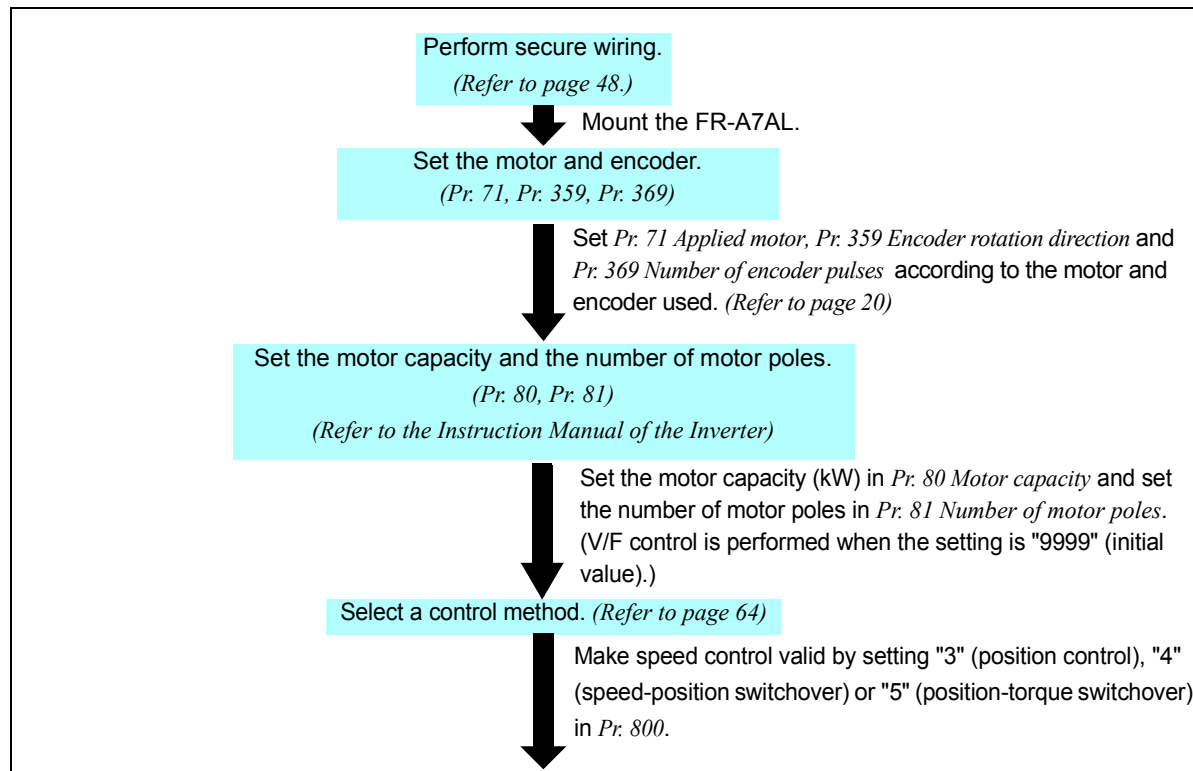 Perform secure wiring.
(Refer to page 48.)
Mount the FR-A7AL.
Set the motor and encoder.
(Pr. 71, Pr. 359, Pr. 369)
Set Pr. 71 Applied motor, Pr. 359 Encoder rotation direction and
Pr. 369 Number of encoder pulses according to the motor and
encoder used. (Refer to page 20)
Set the motor capacity and the number of motor poles.
(Pr. 80, Pr. 81)
(Refer to the Instruction Manual of the Inverter)
Set the motor capacity (kW) in Pr. 80 Motor capacity and set
the number of motor poles in Pr. 81 Number of motor poles.
(V/F control is performed when the setting is "9999" (initial
value).)
Select a control method. (Refer to page 64)
Make speed control valid by setting "3" (position control), "4"
(speed-position switchover) or "5" (position-torque switchover)
in Pr. 800.